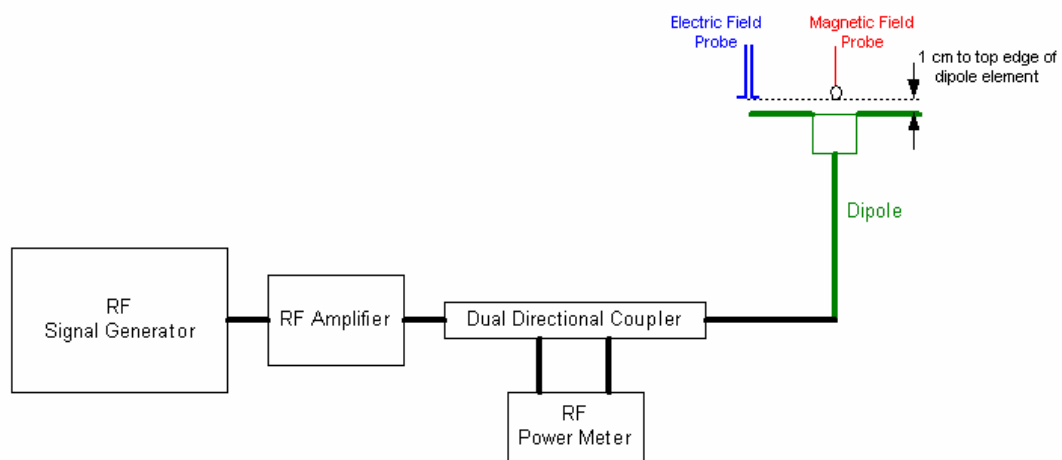 Electric Field
Probe
Magnetic Field
Probe
1 cm to top edge of
dipole element
Dipole
RF
Signal Generator
RF Amplifier
Dual Directional Coupler
RF
Power Meter